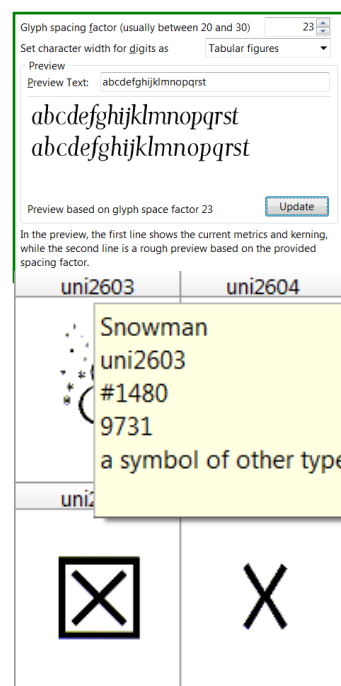 Glyph spacing factor (usually between 20 and 30) 23
Set character width for digits as Tabular figures
Preview
Preview Text: abcdefghijklmnopqrst
abcdefghijklmnopqrst
abcdefghijklmnopqrst
Preview based on glyph space factor 23 Update
In the preview, the first line shows the current metrics and kerning,
while the second line is a rough preview based on the provided
spacing factor.
uni2603 uni2604
Snowman
uni2603
#1480
9731
a symbol of other type